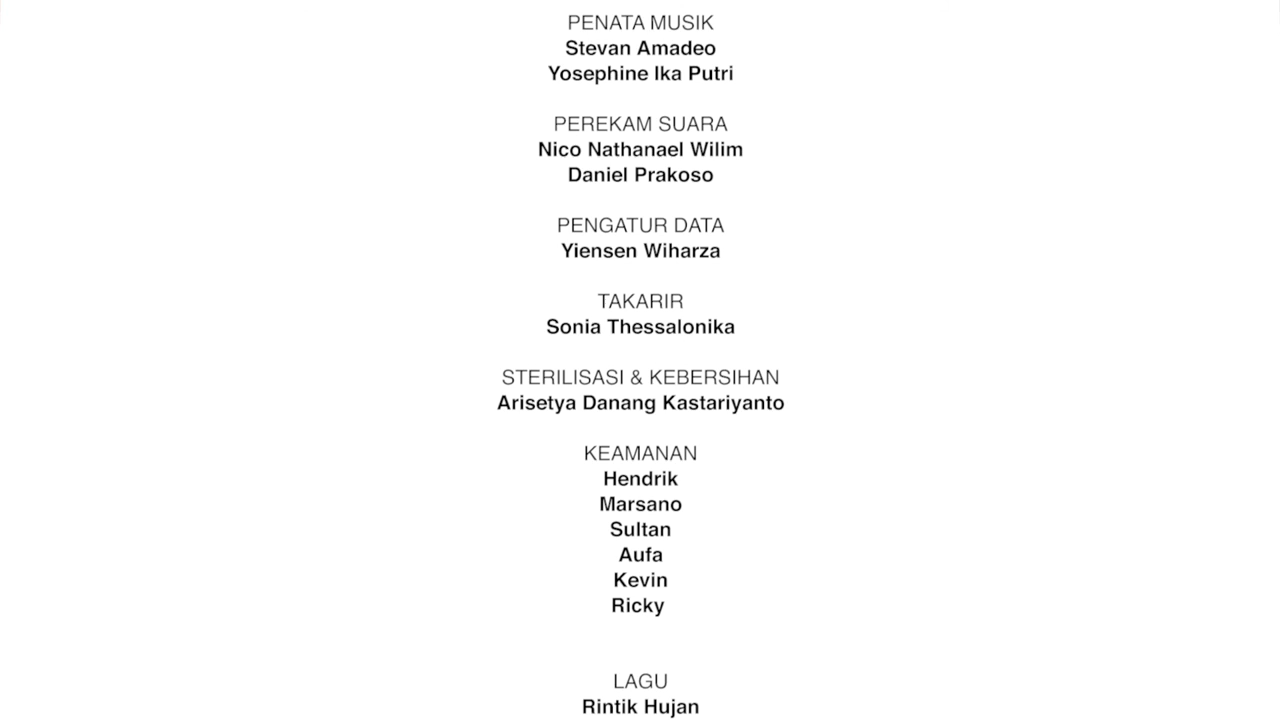 PENATA MUSIK
Stevan Amadeo
Yosephine Ika Putri
PEREKAM SUARA
Nico Nathanael Wilim
Daniel Prakoso
PENGATUR DATA
Yiensen Wiharza
TAKARIR
Sonia Thessalonika
STERILISASI & KEBERSIHAN
Arisetya Danang Kastariyanto
KEAMANAN
Hendrik
Marsano
Sultan
Aufa
Kevin
Ricky
LAGU
Rintik Hujan